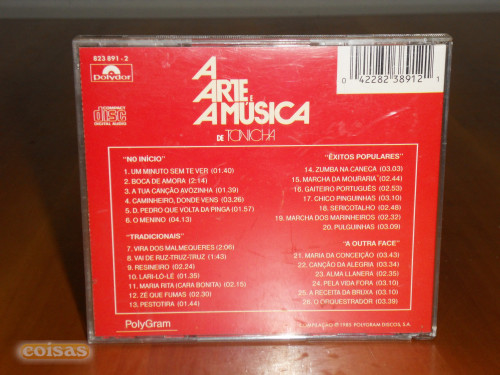 823 891 - 2
Polydor
A
ARTE E
A MÚSICA
DE TONICHA
0 42282 38912 1
COMPACT
disc
DIGITAL AUDIO
"NO INÍCIO"
1. UM MINUTO SEM TE VER (01.40)
2. BOCA DE AMORA (2:14)
3. A TUA CANÇÃO AVÓZINHA (01.39)
4. CAMINHEIRO, DONDE VENS (03.26)
5. D. PEDRO QUE VOLTA DA PINGA (01.57)
6. O MENINO (04.13)
"TRADICIONAIS"
7. VIRA DOS MALMEQUERES (2:06)
8. VAI DE RUZ-TRUZ-TRUZ (1:43)
9. RESINEIRO (02.24)
10. LARI-LÓ-LÉ (01.35)
11. MARIA RITA (CARA BONITA) (02.15)
12. ZÉ QUE FUMAS (02.30)
13. PESTOTIRA (01.44)
"ÊXITOS POPULARES"
14. ZUMBA NA CANECA (03.03)
15. MARCHA DA MOURARIA (02.44)
16. GAITEIRO PORTUGUÊS (02.53)
17. CHICO PINGUINHAS (03.10)
18. SERICOTALHO (02.48)
19. MARCHA DOS MARINHEIROS (02.32)
20. PULGUINHAS (03.09)
"A OUTRA FACE"
21. MARIA DA CONCEIÇÃO (03.43)
22. CANÇÃO DA ALEGRIA (03.34)
23. ALMA LLANERA (02.35)
24. PELA VIDA FORA (03.10)
25. A RECEITA DA BRUXA (03.10)
26. O ORQUESTRADOR (03.39)
PolyGram
POLYGRAM DISCOS, S.A.
coisas